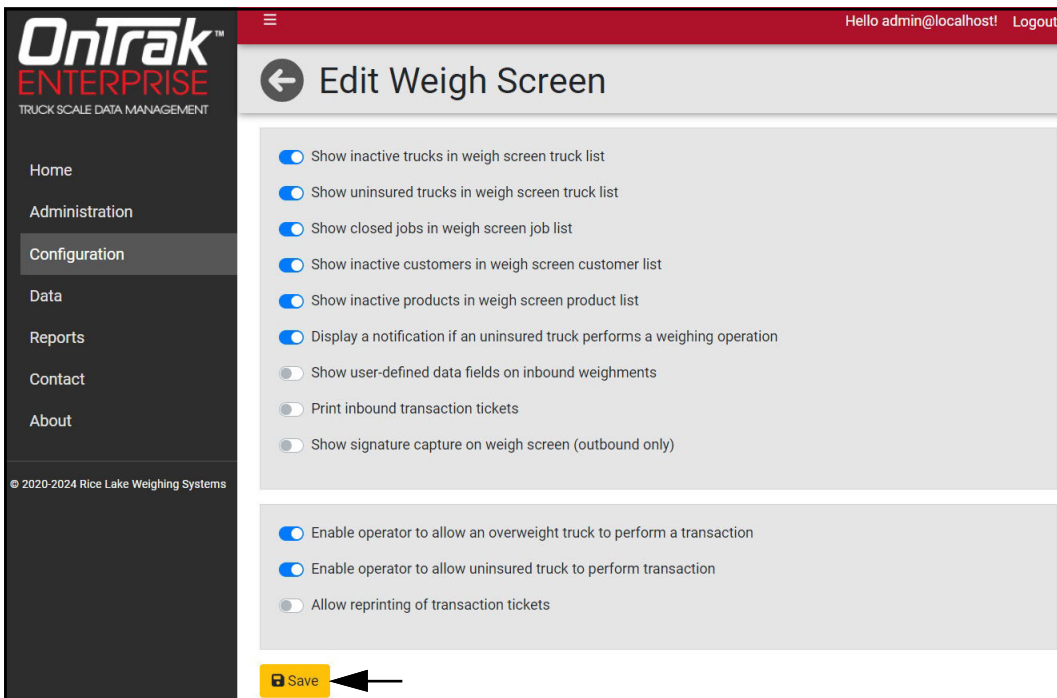 OnTrak™
ENTERPRISE
TRUCK SCALE DATA MANAGEMENT
Home
Administration
Configuration
Data
Reports
Contact
About
© 2020-2024 Rice Lake Weighing Systems
Hello admin@localhost! Logout
Edit Weigh Screen
Show inactive trucks in weigh screen truck list
Show uninsured trucks in weigh screen truck list
Show closed jobs in weigh screen job list
Show inactive customers in weigh screen customer list
Show inactive products in weigh screen product list
Display a notification if an uninsured truck performs a weighing operation
Show user-defined data fields on inbound weighments
Print inbound transaction tickets
Show signature capture on weigh screen (outbound only)
Enable operator to allow an overweight truck to perform a transaction
Enable operator to allow uninsured truck to perform transaction
Allow reprinting of transaction tickets
Save